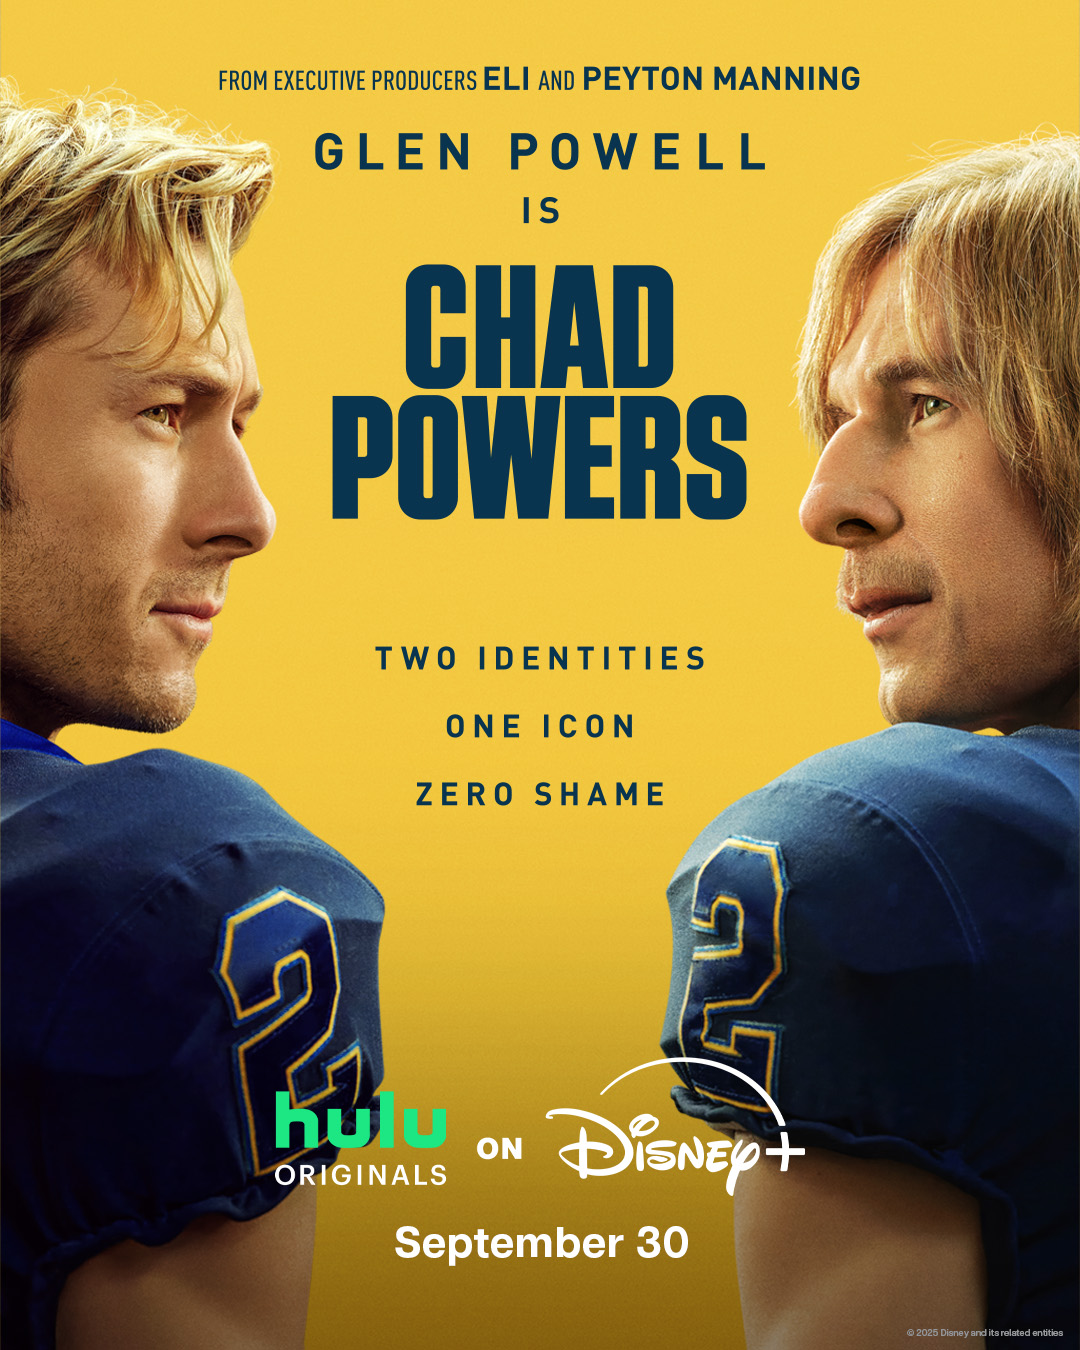 FROM EXECUTIVE PRODUCERS ELI AND PEYTON MANNING
GLEN POWELL
IS
CHAD
POWERS
TWO IDENTITIES
ONE ICON
ZERO SHAME
2
2
hulu
ORIGINALS
ON
Disney+
September 30
© 2025 Disney and its related entities